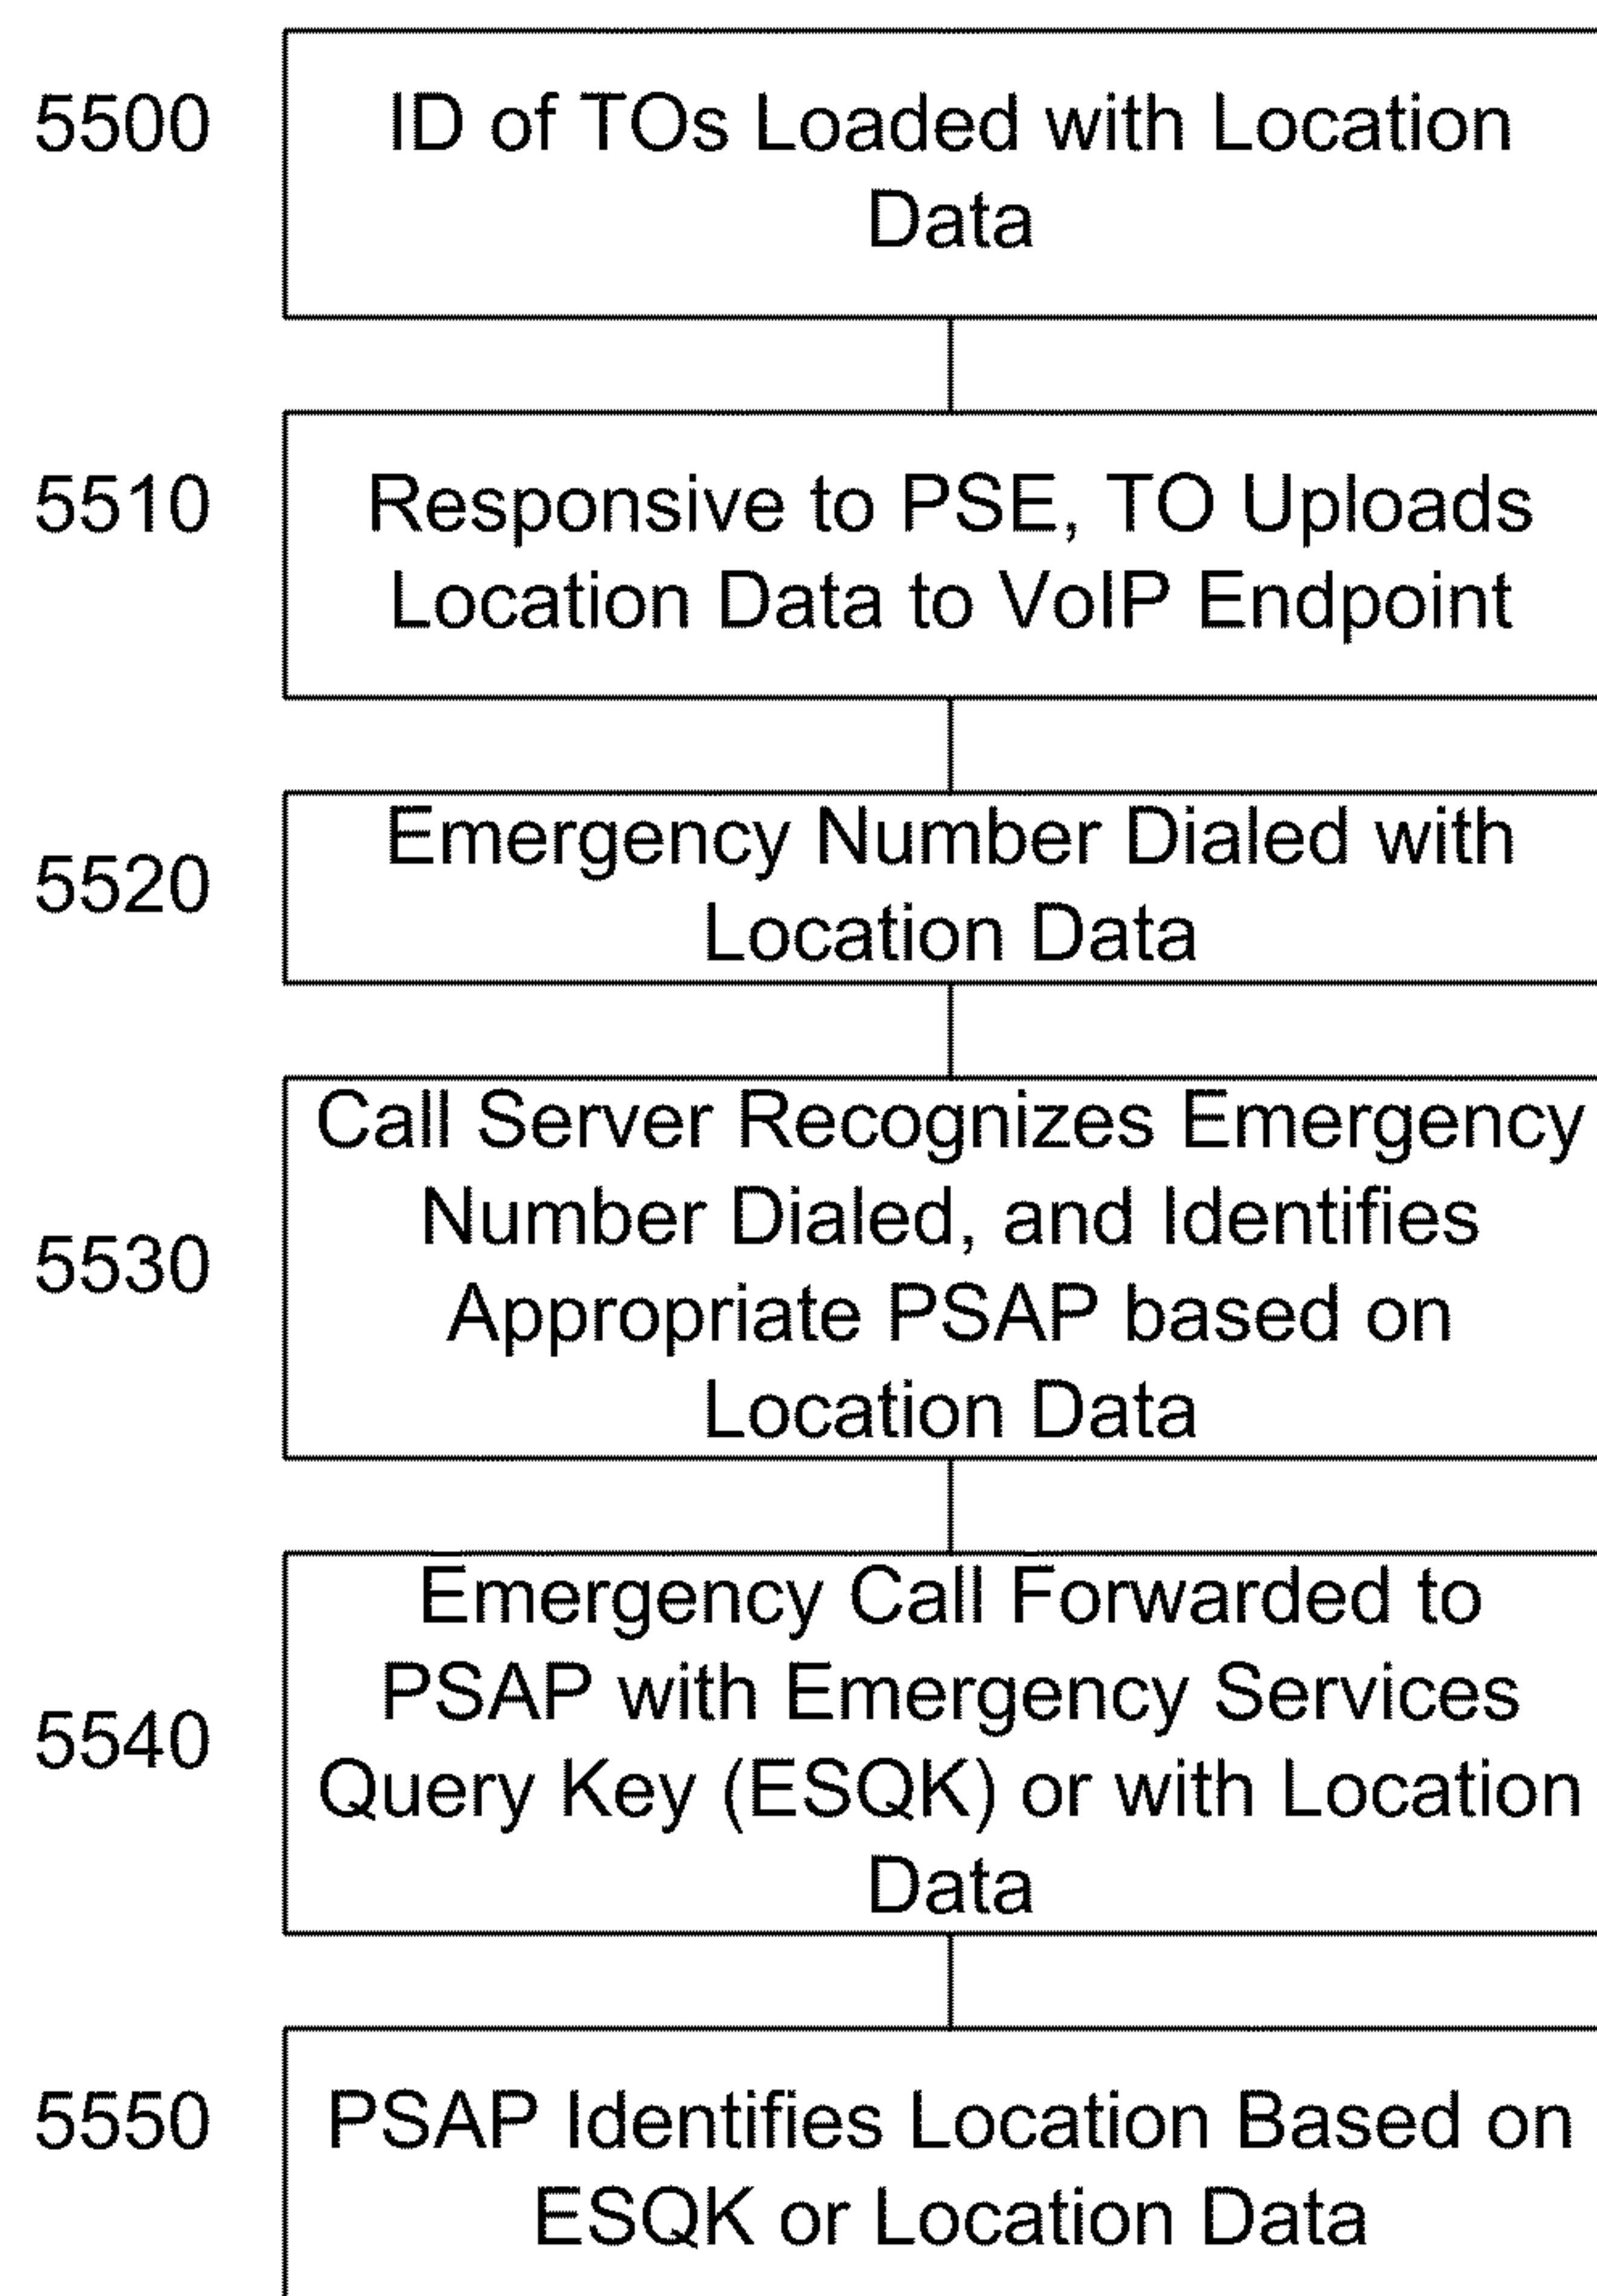 5500
ID of TOs Loaded with Location
Data
5510
Responsive to PSE, TO Uploads
Location Data to VoIP Endpoint
5520
Emergency Number Dialed with
Location Data
5530
Call Server Recognizes Emergency
Number Dialed, and Identifies
Appropriate PSAP based on
Location Data
5540
Emergency Call Forwarded to
PSAP with Emergency Services
Query Key (ESQK) or with Location
Data
5550
PSAP Identifies Location Based on
ESQK or Location Data